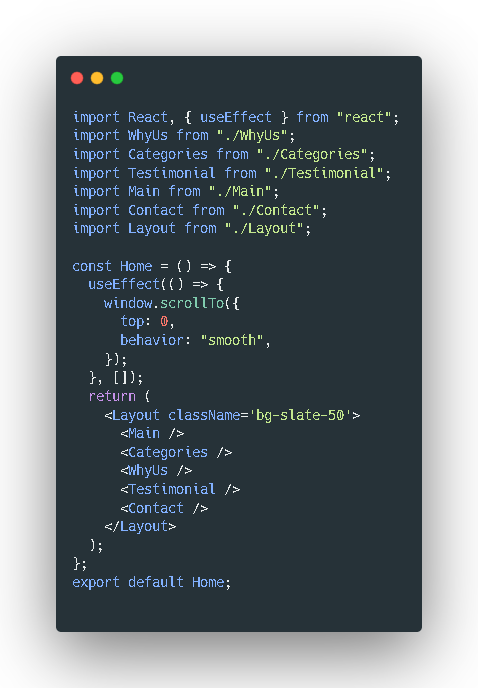 import React, { useEffect } from "react";
import WhyUs from "./WhyUs";
import Categories from "./Categories";
import Testimonial from "./Testimonial";
import Main from "./Main";
import Contact from "./Contact";
import Layout from "./Layout";

const Home = () => {
  useEffect(() => {
    window.scrollTo({
      top: 0,
      behavior: "smooth",
    });
  }, []);
  return (
    <Layout className='bg-slate-50'>
      <Main />
      <Categories />
      <WhyUs />
      <Testimonial />
      <Contact />
    </Layout>
  );
};
export default Home;